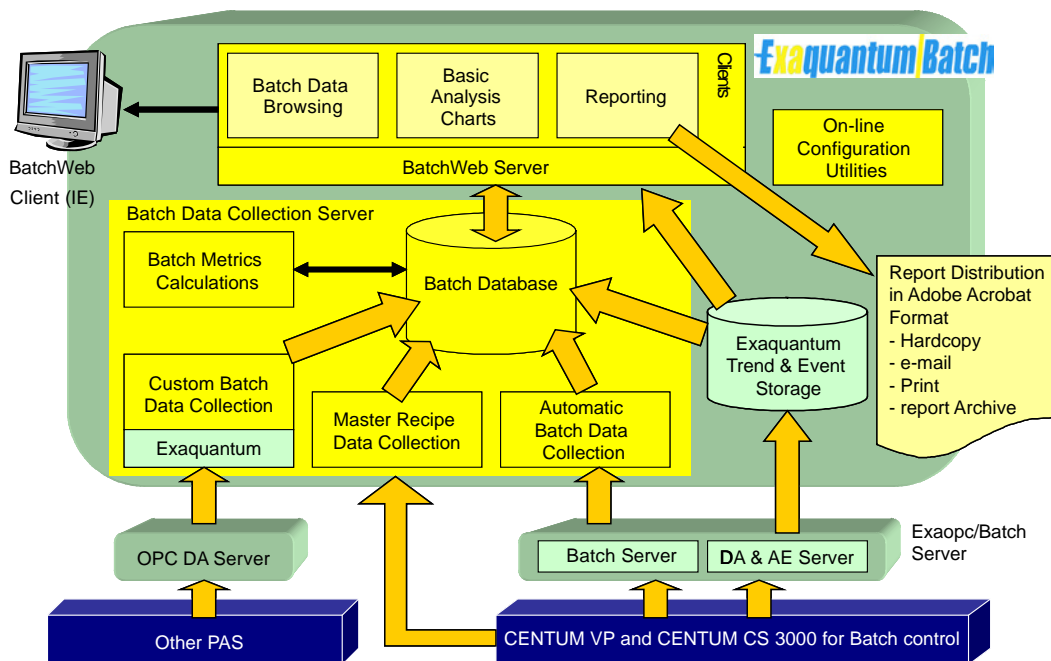 Exaquantum/Batch
Batch Data
Browsing
Basic
Analysis
Charts
Reporting
Clients
BatchWeb Server
On-line
Configuration
Utilities
BatchWeb
Client (IE)
Batch Data Collection Server
Batch Metrics
Calculations
Batch Database
Report Distribution
in Adobe Acrobat
Format
- Hardcopy
- e-mail
- Print
- report Archive
Exaquantum
Trend & Event
Storage
Custom Batch
Data Collection
Exaquantum
Master Recipe
Data Collection
Automatic
Batch Data
Collection
OPC DA Server
Batch Server
DA & AE Server
Exaopc/Batch
Server
Other PAS
CENTUM VP and CENTUM CS 3000 for Batch control